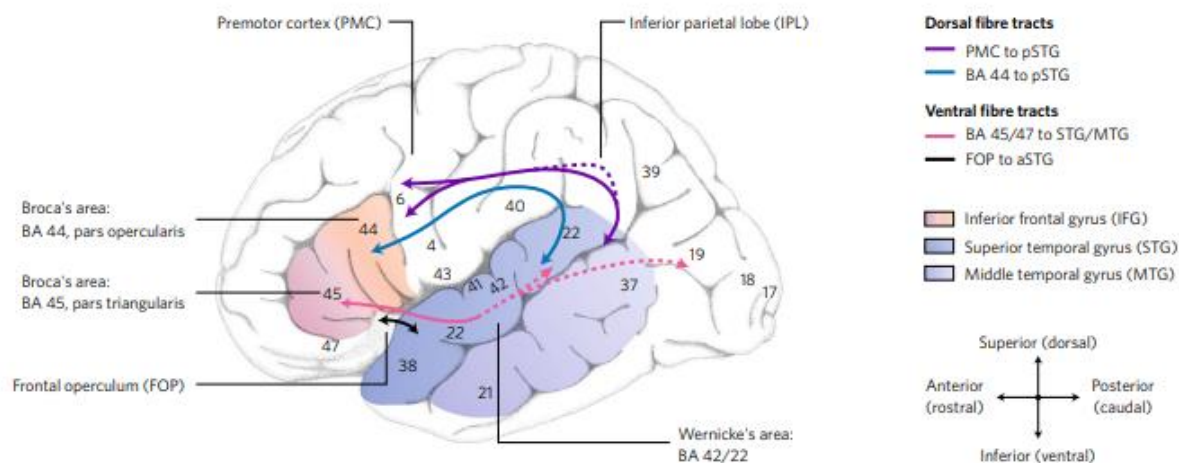 Premotor cortex (PMC)
Inferior parietal lobe (IPL)
Broca's area:
BA 44, pars opercularis
Broca's area:
BA 45, pars triangularis
Frontal operculum (FOP)
Wernicke's area:
BA 42/22
6
4
40
39
44
22
43
41
42
19
45
37
18
17
22
47
38
21
Dorsal fibre tracts
PMC to pSTG
BA 44 to pSTG
Ventral fibre tracts
BA 45/47 to STG/MTG
FOP to aSTG
Inferior frontal gyrus (IFG)
Superior temporal gyrus (STG)
Middle temporal gyrus (MTG)
Superior (dorsal)
Anterior
(rostral)
Posterior
(caudal)
Inferior (ventral)